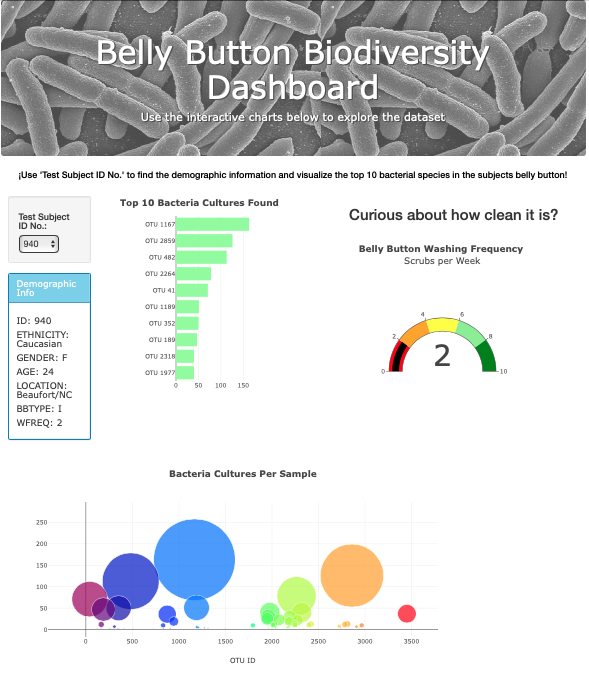 Belly Button Biodiversity
Dashboard
Use the interactive charts below to explore the dataset
¡Use 'Test Subject ID No.' to find the demographic information and visualize the top 10 bacterial species in the subjects belly button!
Test Subject
ID No.:
940
Demographic
Info
ID: 940
ETHNICITY:
Caucasian
GENDER: F
AGE: 24
LOCATION:
Beaufort/NC
BBTYPE: I
WFREQ: 2
Top 10 Bacteria Cultures Found
OTU 1167
OTU 2859
OTU 482
OTU 2264
OTU 41
OTU 1189
OTU 352
OTU 189
OTU 2318
OTU 1977
0 50 100 150
Curious about how clean it is?
Belly Button Washing Frequency
Scrubs per Week
0 2 4 6 8 10
2
Bacteria Cultures Per Sample
250
200
150
100
50
0
0 500 1000 1500 2000 2500 3000 3500
OTU ID